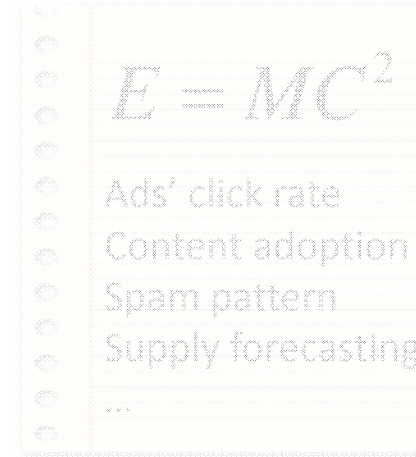 E = MC²
Ads’ click rate
Content adoption
Spam pattern
Supply forecasting
...